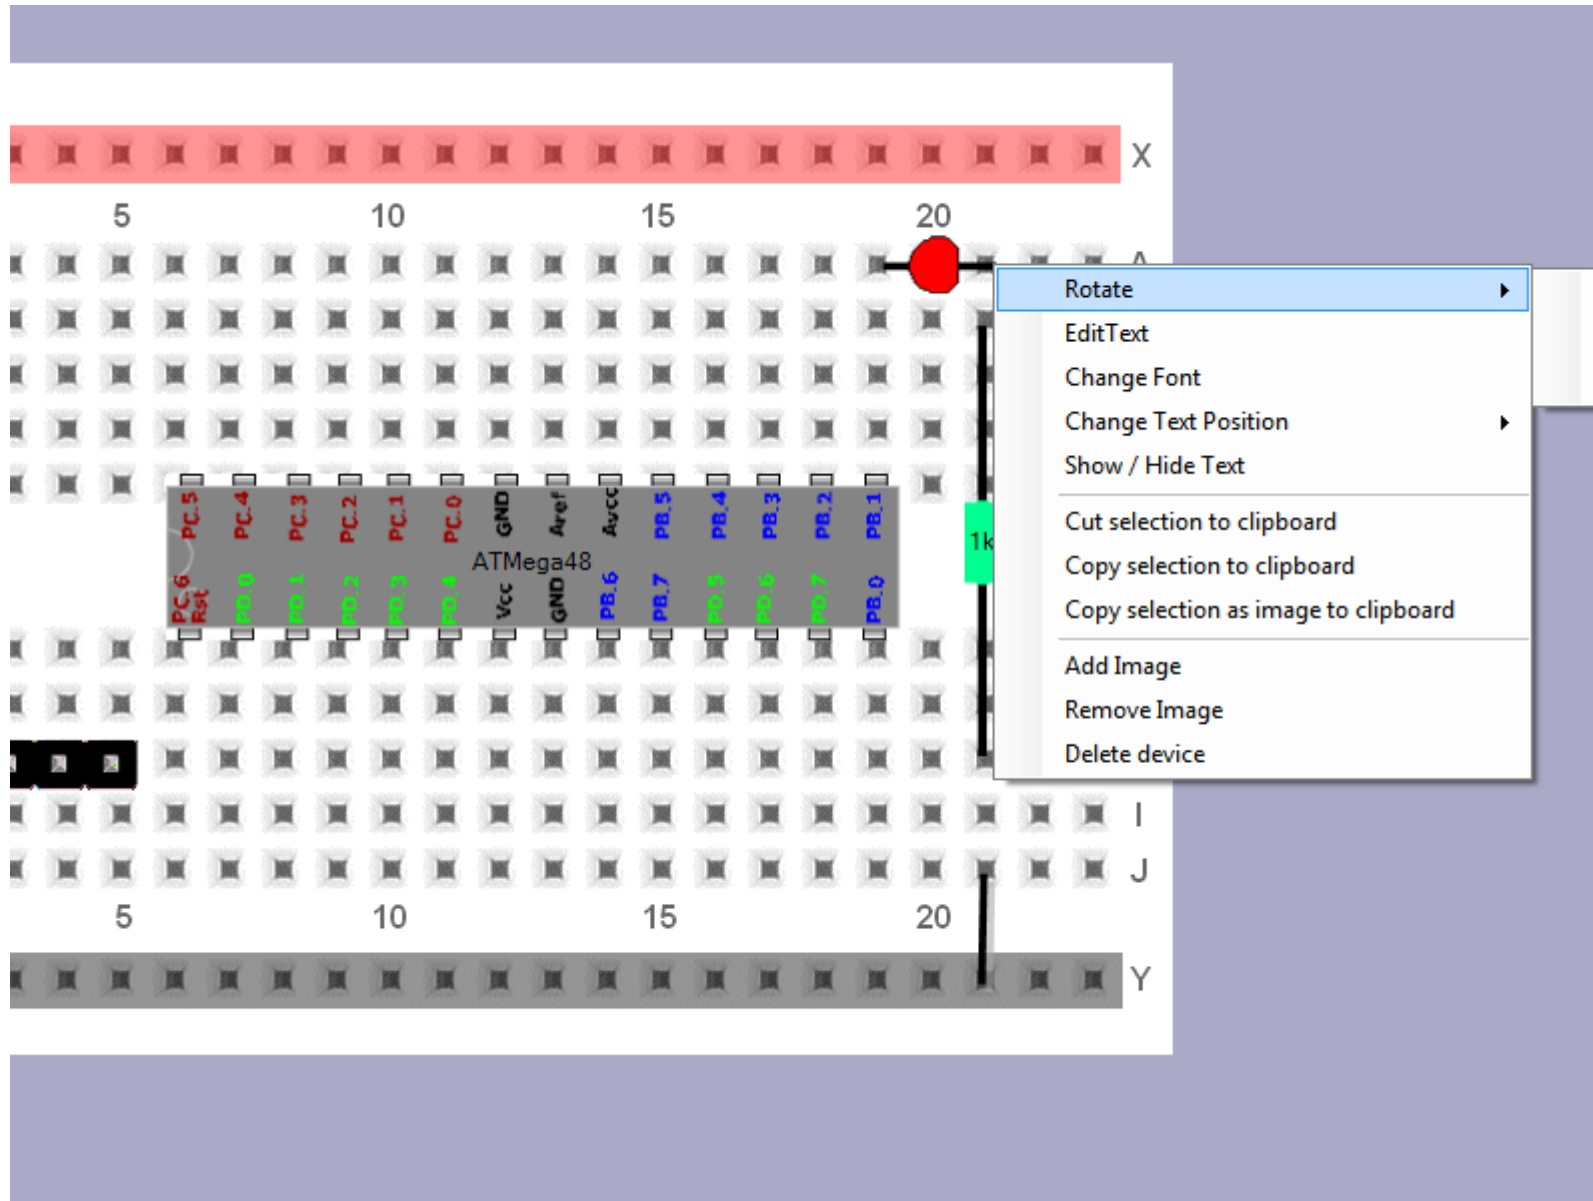 X
5 10 15 20
A
Rotate
EditText
Change Font
Change Text Position
Show / Hide Text
Cut selection to clipboard
Copy selection to clipboard
Copy selection as image to clipboard
Add Image
Remove Image
Delete device
PC.5 PC.4 PC.3 PC.2 PC.1 PC.0 GND Aref Avcc PB.5 PB.4 PB.3 PB.2 PB.1
ATMega48
1k
PC.6 Rst PD.0 PD.1 PD.2 PD.3 PD.4 Vcc GND PB.6 PB.7 PD.5 PD.6 PD.7 PB.0
I
J
5 10 15 20
Y